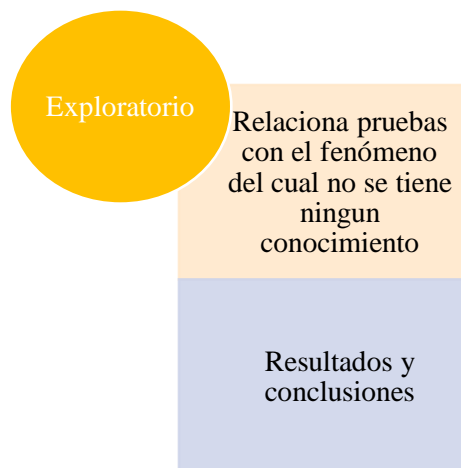 Exploratorio
Relaciona pruebas
con el fenómeno
del cual no se tiene
ningun
conocimiento
Resultados y
conclusiones